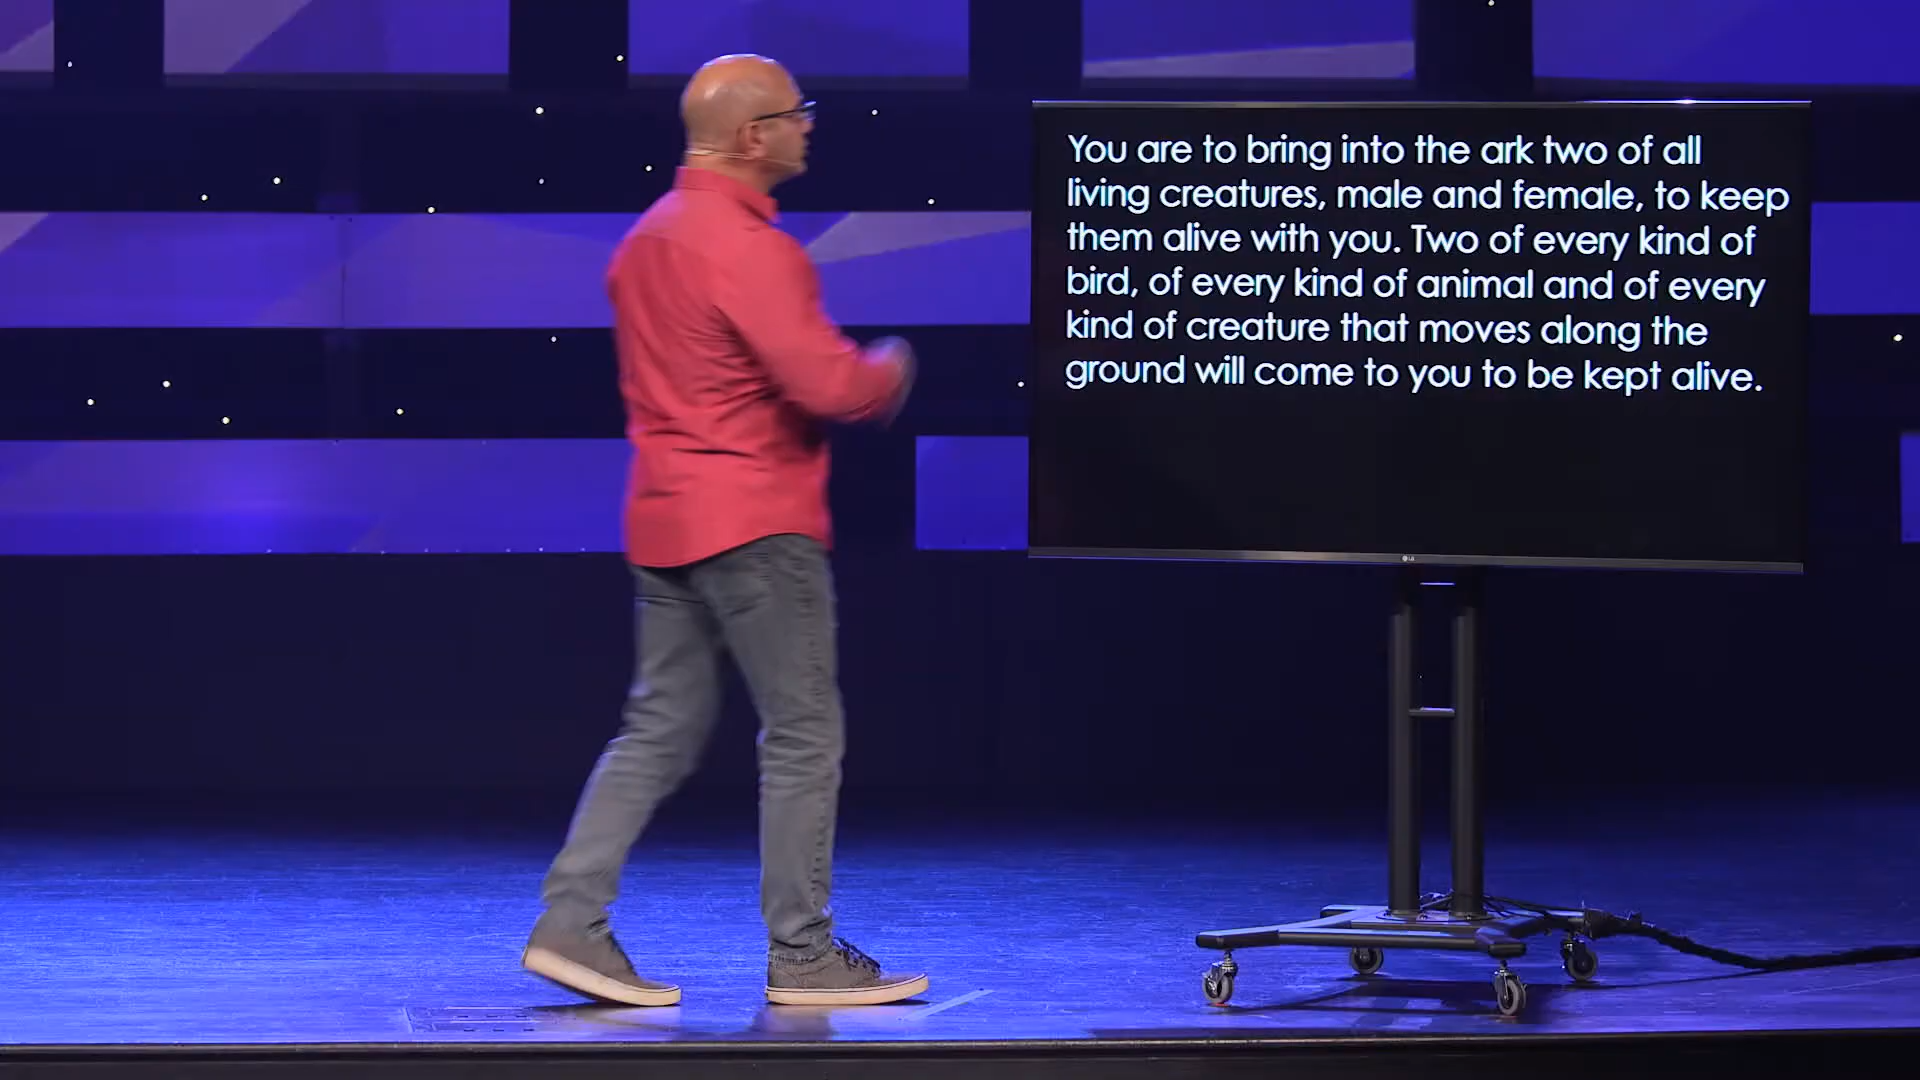 You are to bring into the ark two of all
living creatures, male and female, to keep
them alive with you. Two of every kind of
bird, of every kind of animal and of every
kind of creature that moves along the
ground will come to you to be kept alive.
LG